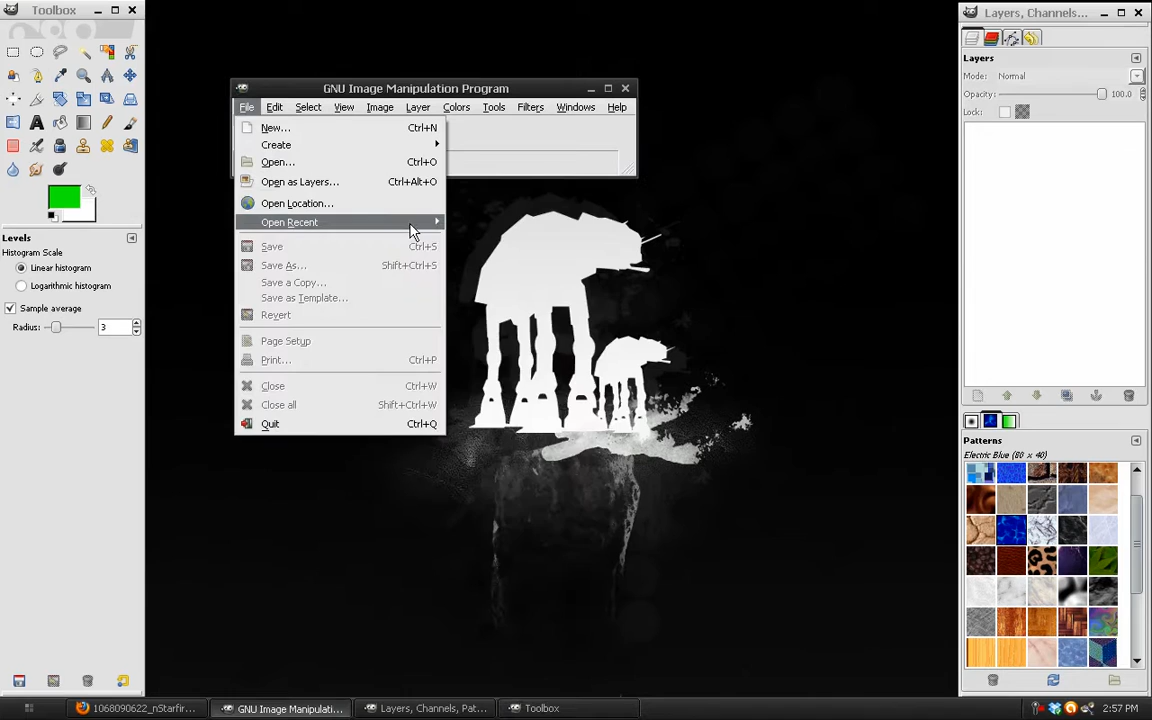 Toolbox
GNU Image Manipulation Program
Layers, Channels...
File Edit Select View Image Layer Colors Tools Filters Windows Help
New... Ctrl+N
Create
Open... Ctrl+O
Open as Layers... Ctrl+Alt+O
Open Location...
Open Recent
Save Ctrl+S
Save As... Shift+Ctrl+S
Save a Copy...
Save as Template...
Revert
Page Setup
Print... Ctrl+P
Close Ctrl+W
Close all Shift+Ctrl+W
Quit Ctrl+Q
Levels
Histogram Scale
Linear histogram
Logarithmic histogram
Sample average
Radius: 3
Layers
Mode: Normal
Opacity: 100.0
Lock:
Patterns
Electric Blue (80 × 40)
1068090622_nStarfir...
GNU Image Manipulati...
Layers, Channels, Pat...
Toolbox
2:57 PM